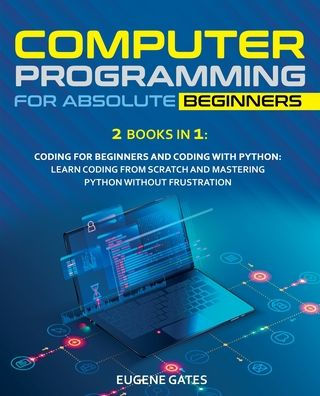 COMPUTER
PROGRAMMING
FOR ABSOLUTE BEGINNERS
2 BOOKS IN 1:
CODING FOR BEGINNERS AND CODING WITH PYTHON:
LEARN CODING FROM SCRATCH AND MASTERING
PYTHON WITHOUT FRUSTRATION
EUGENE GATES